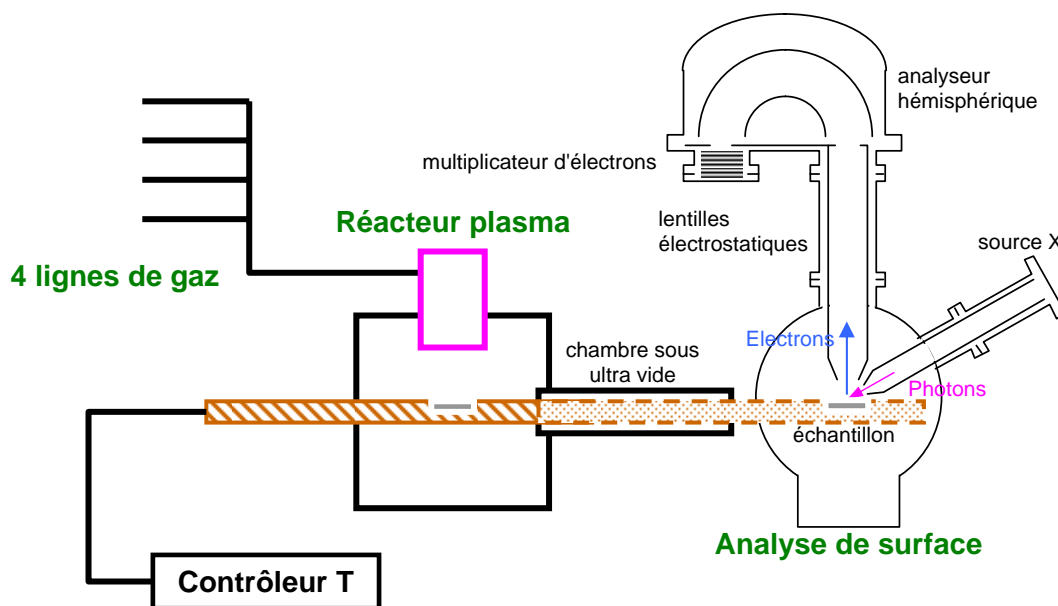 analyseur
hémisphérique
multiplicateur d'électrons
Réacteur plasma
lentilles
électrostatiques
source X
4 lignes de gaz
Electrons
chambre sous
ultra vide
Photons
échantillon
Analyse de surface
Contrôleur T